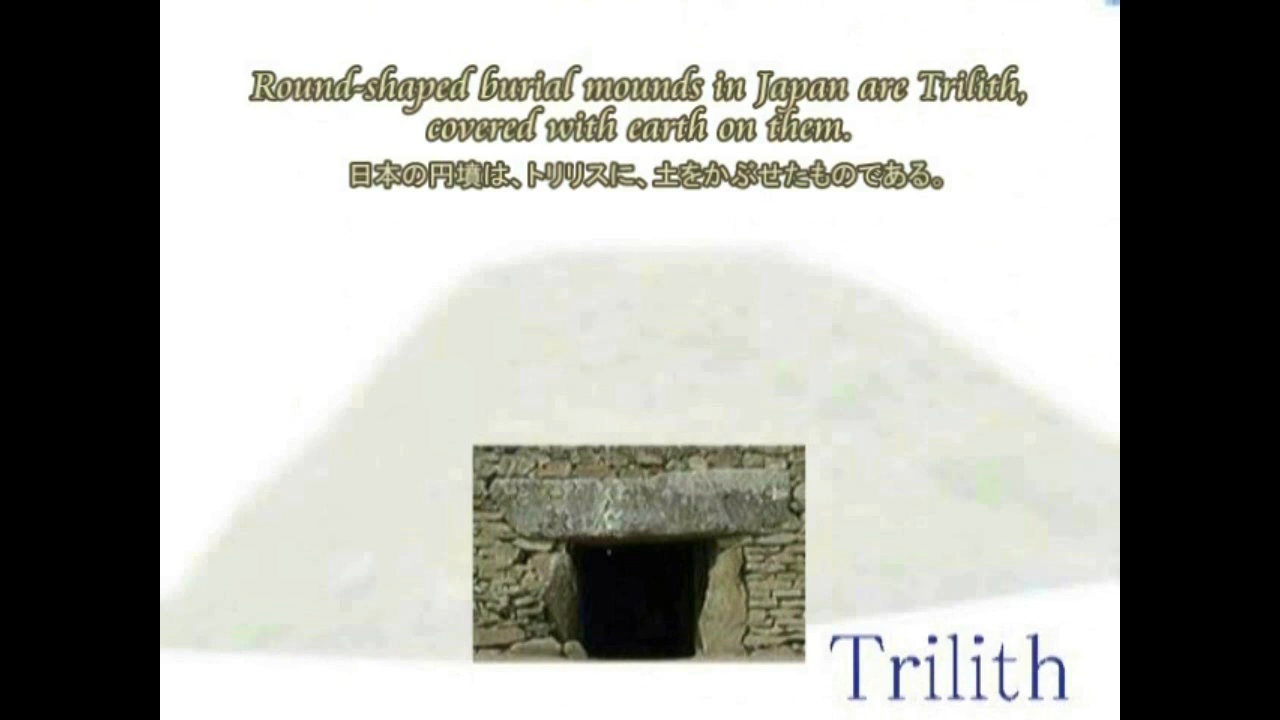 Round-shaped burial mounds in Japan are Trilith,
covered with earth on them.
日本の円墳は、トリリスに、土をかぶせたものである。
Trilith